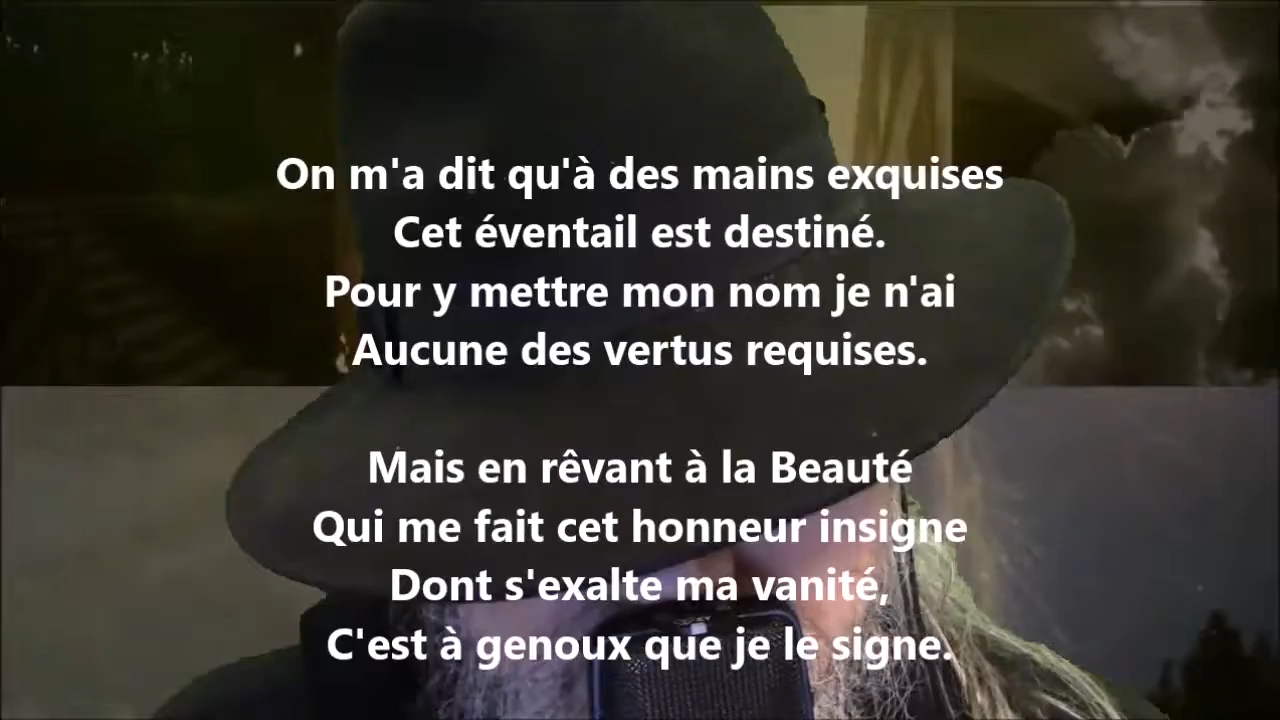 On m'a dit qu'à des mains exquises
Cet éventail est destiné.
Pour y mettre mon nom je n'ai
Aucune des vertus requises.
Mais en rêvant à la Beauté
Qui me fait cet honneur insigne
Dont s'exalte ma vanité,
C'est à genoux que je le signe.